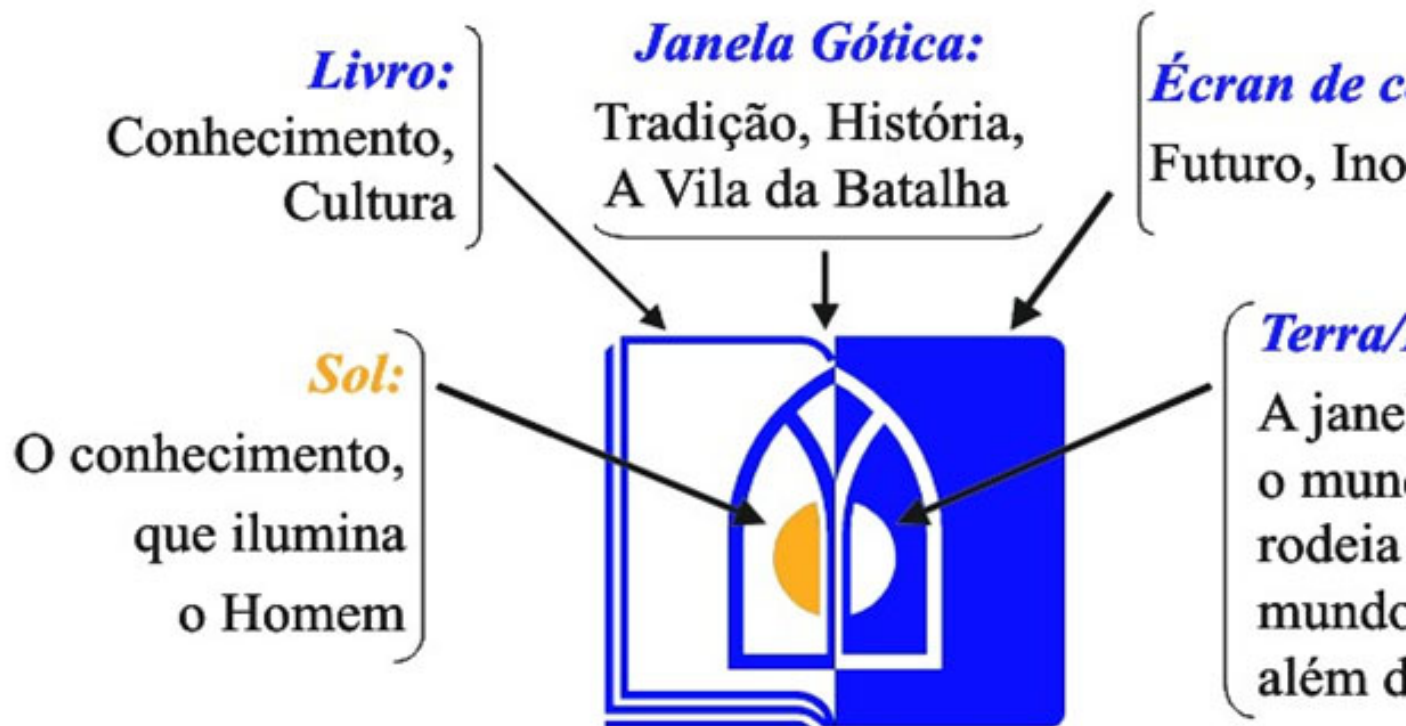 Livro:
Conhecimento,
Cultura
Janela Gótica:
Tradição, História,
A Vila da Batalha
Écran de
Futuro,
Sol:
O conhecimento,
que ilumina
o Homem
Terra/
A
o
rodeia
além